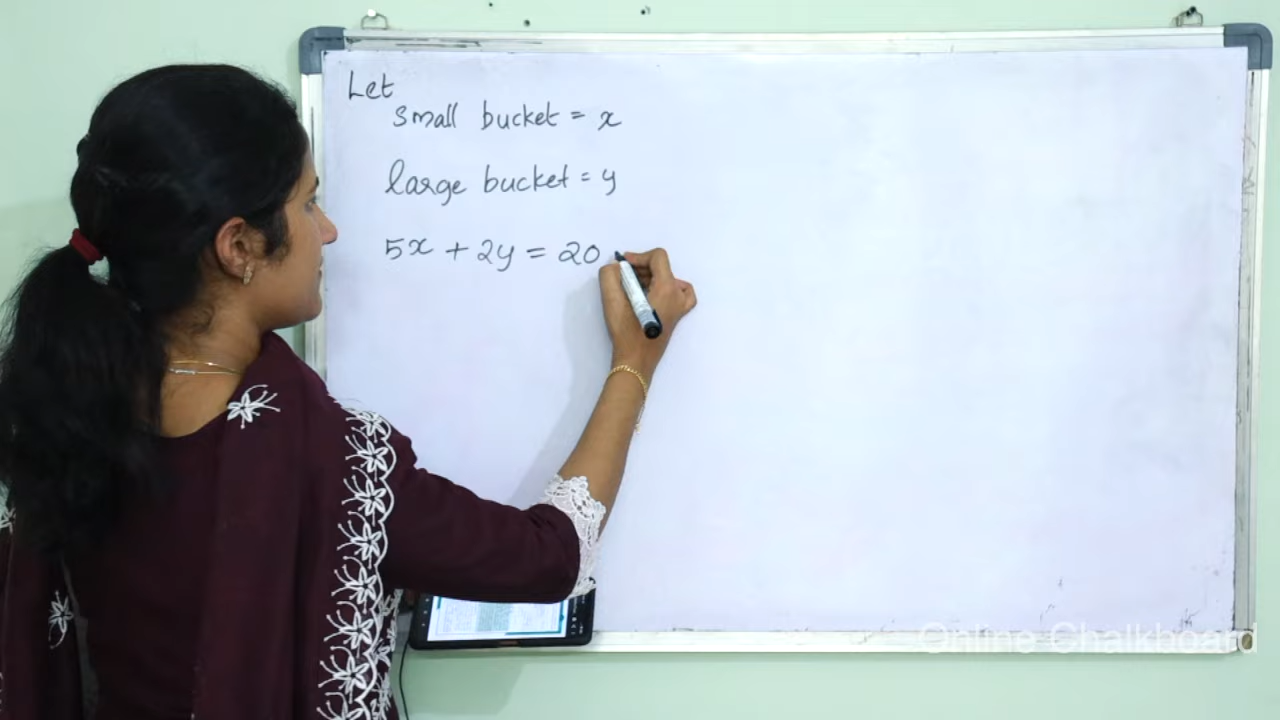 Let
small bucket = x
large bucket = y
5x + 2y = 20
Online Chalkboard